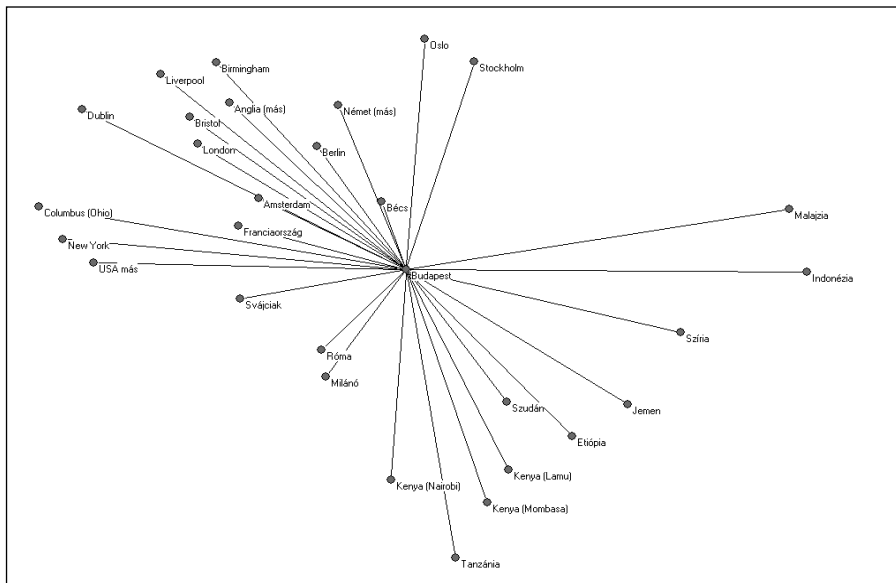 Oslo
Stockholm
Birmingham
Liverpool
Anglia (más)
Német (más)
Dublin
Bristol
London
Berlin
Amsterdam
Bécs
Columbus (Ohio)
Malajzia
Franciaország
New York
USA más
Budapest
Indonézia
Svájciak
Szíria
Róma
Milánó
Szudán
Jemen
Etiópia
Kenya (Lamu)
Kenya (Nairobi)
Kenya (Mombasa)
Tanzánia